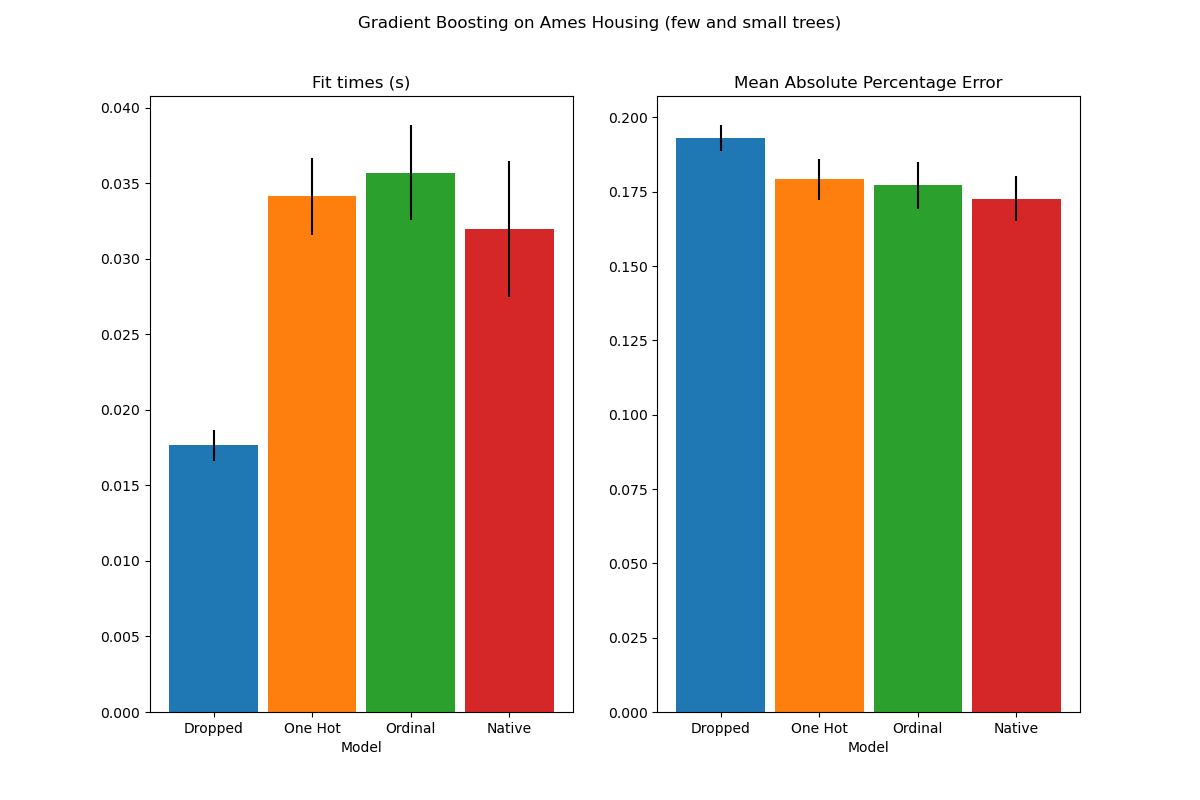 Gradient Boosting on Ames Housing (few and small trees)
Fit times (s)
0.040
0.035
0.030
0.025
0.020
0.015
0.010
0.005
0.000
Dropped One Hot Ordinal Native
Model
Mean Absolute Percentage Error
0.200
0.175
0.150
0.125
0.100
0.075
0.050
0.025
0.000
Dropped One Hot Ordinal Native
Model